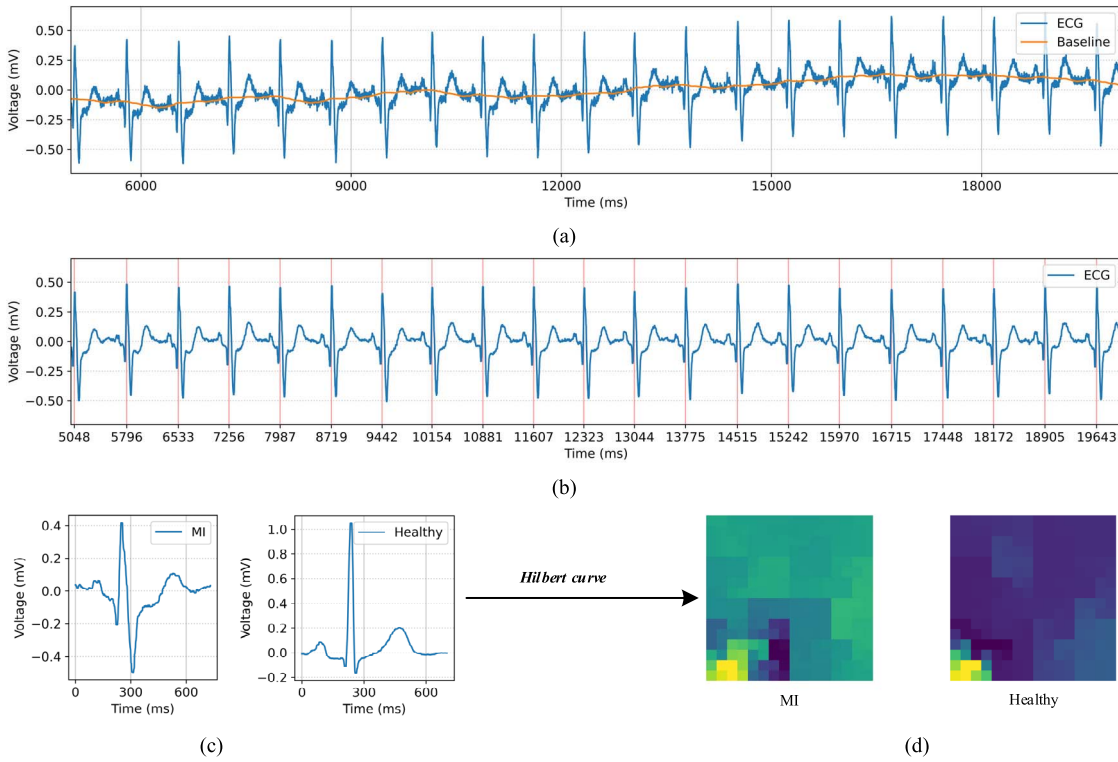 0.50
0.25
0.00
−0.25
−0.50
Voltage (mV)
ECG
Baseline
6000 9000 12000 15000 18000
Time (ms)
(a)
0.50
0.25
0.00
−0.25
−0.50
Voltage (mV)
ECG
5048 5796 6533 7256 7987 8719 9442 10154 10881 11607 12323 13044 13775 14515 15242 15970 16715 17448 18172 18905 19643
Time (ms)
(b)
0.4
0.2
0.0
−0.2
−0.4
Voltage (mV)
MI
0 300 600
Time (ms)
1.0
0.8
0.6
0.4
0.2
0.0
−0.2
Voltage (mV)
Healthy
0 300 600
Time (ms)
(c)
Hilbert curve
MI
Healthy
(d)